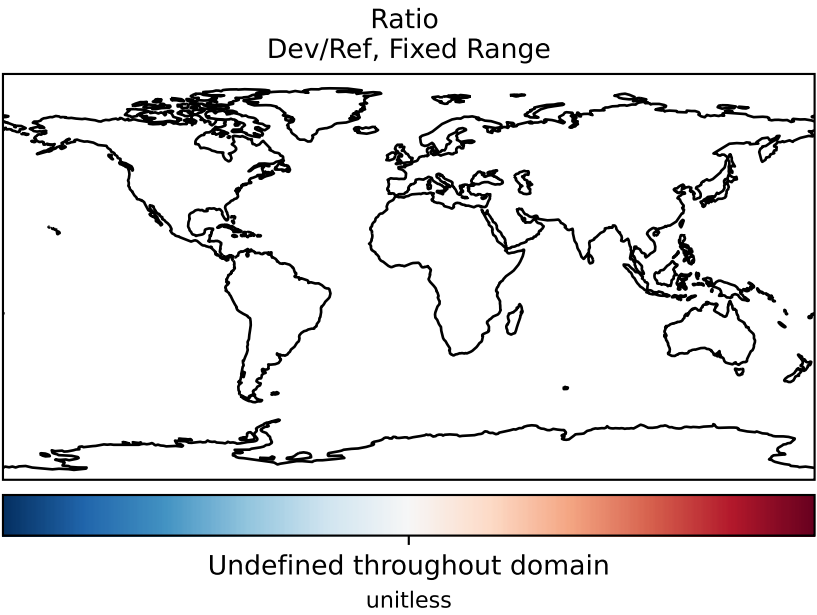 Ratio
Dev/Ref, Fixed Range
Undefined throughout domain
unitless